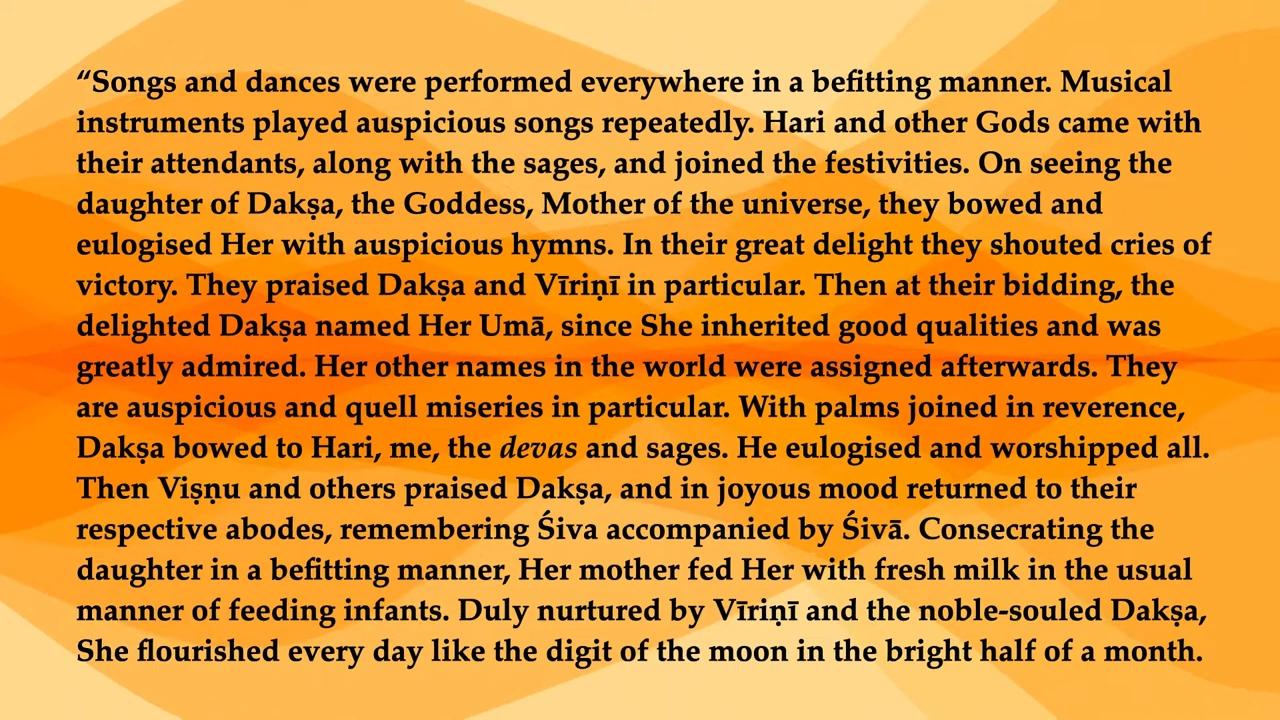 “Songs and dances were performed everywhere in a befitting manner. Musical
instruments played auspicious songs repeatedly. Hari and other Gods came with
their attendants, along with the sages, and joined the festivities. On seeing the
daughter of Dakṣa, the Goddess, Mother of the universe, they bowed and
eulogised Her with auspicious hymns. In their great delight they shouted cries of
victory. They praised Dakṣa and Vīriṇī in particular. Then at their bidding, the
delighted Dakṣa named Her Umā, since She inherited good qualities and was
greatly admired. Her other names in the world were assigned afterwards. They
are auspicious and quell miseries in particular. With palms joined in reverence,
Dakṣa bowed to Hari, me, the devas and sages. He eulogised and worshipped all.
Then Viṣṇu and others praised Dakṣa, and in joyous mood returned to their
respective abodes, remembering Śiva accompanied by Śivā. Consecrating the
daughter in a befitting manner, Her mother fed Her with fresh milk in the usual
manner of feeding infants. Duly nurtured by Vīriṇī and the noble-souled Dakṣa,
She flourished every day like the digit of the moon in the bright half of a month.